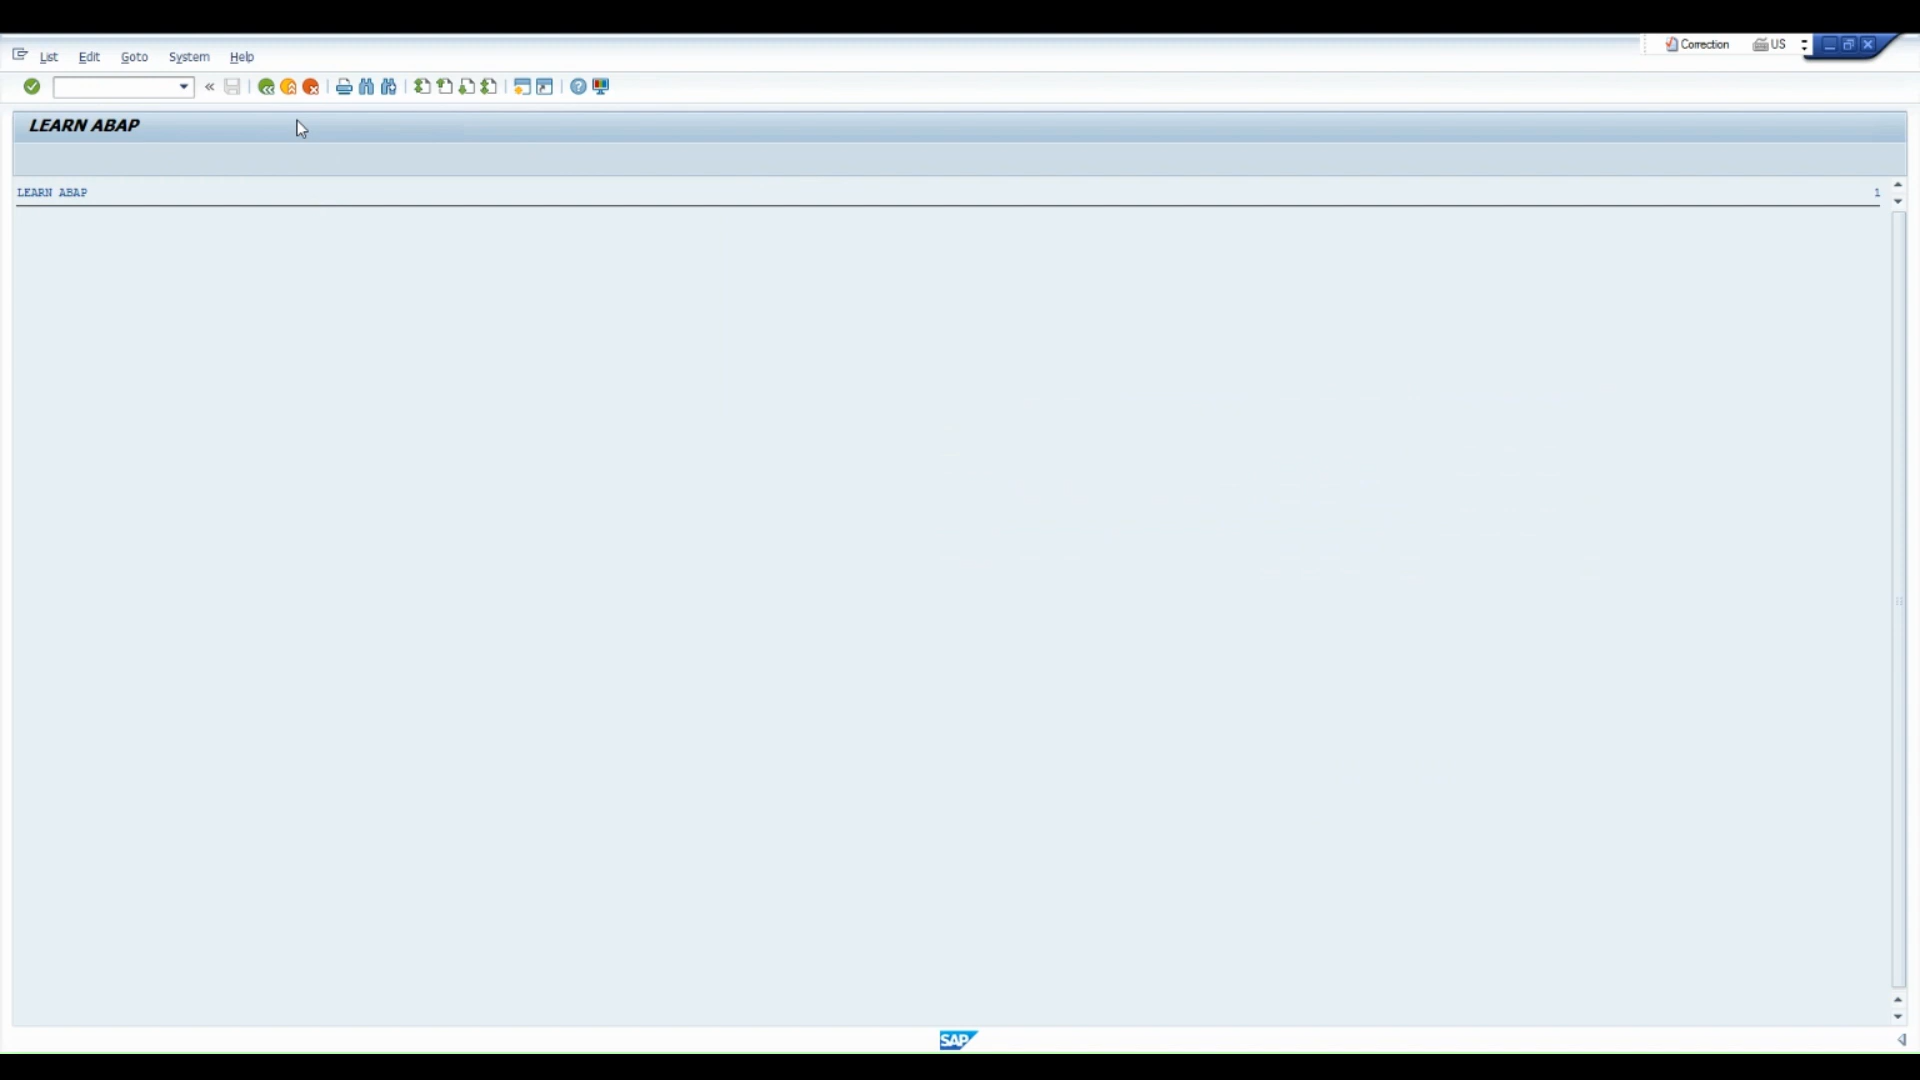 List Edit Goto System Help
Correction US
LEARN ABAP
LEARN ABAP 1
SAP